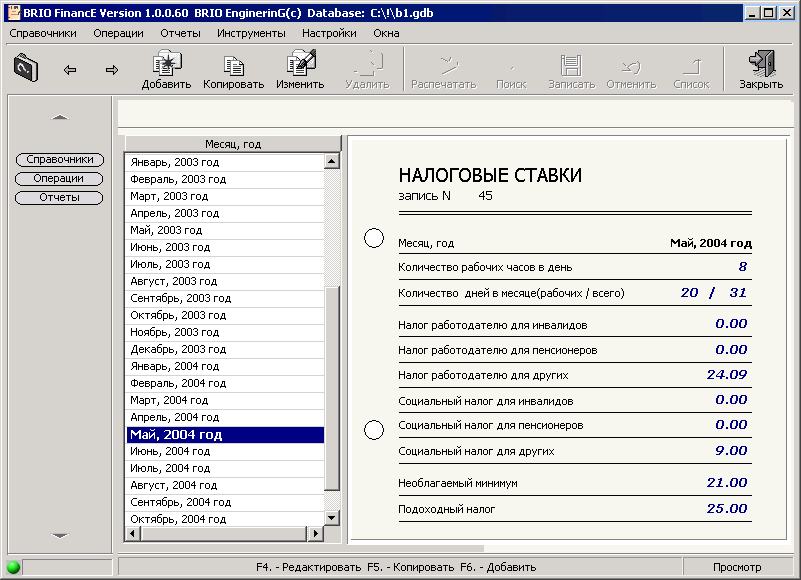 BRIO FinancE Version 1.0.0.60 BRIO EnginerinG(c) Database: C:\!\b1.gdb
Справочники Операции Отчеты Инструменты Настройки Окна
Добавить Копировать Изменить Удалить Распечатать Поиск Записать Отменить Список Закрыть
Справочники
Операции
Отчеты
Месяц, год
Январь, 2003 год
Февраль, 2003 год
Март, 2003 год
Апрель, 2003 год
Май, 2003 год
Июнь, 2003 год
Июль, 2003 год
Август, 2003 год
Сентябрь, 2003 год
Октябрь, 2003 год
Ноябрь, 2003 год
Декабрь, 2003 год
Январь, 2004 год
Февраль, 2004 год
Март, 2004 год
Апрель, 2004 год
Май, 2004 год
Июнь, 2004 год
Июль, 2004 год
Август, 2004 год
Сентябрь, 2004 год
Октябрь, 2004 год
НАЛОГОВЫЕ СТАВКИ
запись N 45
Месяц, год Май, 2004 год
Количество рабочих часов в день 8
Количество дней в месяце(рабочих / всего) 20 / 31
Налог работодателю для инвалидов 0.00
Налог работодателю для пенсионеров 0.00
Налог работодателю для других 24.09
Социальный налог для инвалидов 0.00
Социальный налог для пенсионеров 0.00
Социальный налог для других 9.00
Необлагаемый минимум 21.00
Подоходный налог 25.00
F4. - Редактировать F5. - Копировать F6. - Добавить Просмотр